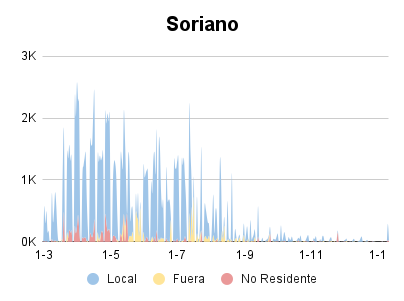 Soriano
3K
2K
1K
0K
1-3 1-5 1-7 1-9 1-11 1-1
Local Fuera No Residente